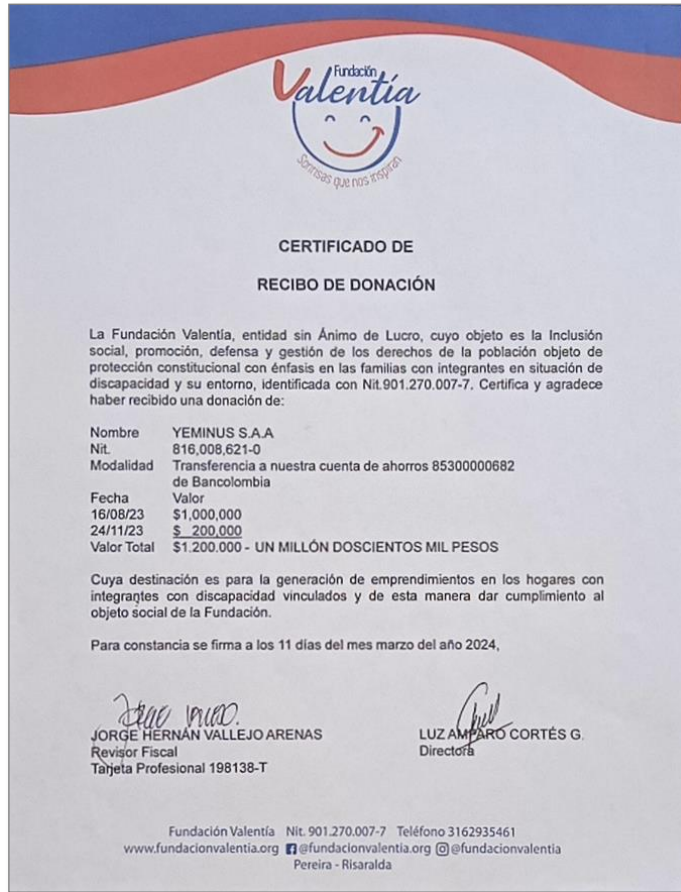 Fundación
Valentía
Sonrisas que nos inspiran
CERTIFICADO DE
RECIBO DE DONACIÓN
La Fundación Valentía, entidad sin Ánimo de Lucro, cuyo objeto es la Inclusión
social, promoción, defensa y gestión de los derechos de la población objeto de
protección constitucional con énfasis en las familias con integrantes en situación de
discapacidad y su entorno, identificada con Nit.901.270.007-7. Certifica y agradece
haber recibido una donación de:
Nombre YEMINUS S.A.A
Nit. 816,008,621-0
Modalidad Transferencia a nuestra cuenta de ahorros 85300000682
de Bancolombia
Fecha Valor
16/08/23 $1,000,000
24/11/23 $ 200,000
Valor Total $1.200.000 - UN MILLÓN DOSCIENTOS MIL PESOS
Cuya destinación es para la generación de emprendimientos en los hogares con
integrantes con discapacidad vinculados y de esta manera dar cumplimiento al
objeto social de la Fundación.
Para constancia se firma a los 11 días del mes marzo del año 2024,
JORGE HERNÁN VALLEJO ARENAS LUZ AMPARO CORTÉS G.
Revisor Fiscal Directora
Tarjeta Profesional 198138-T
Fundación Valentía Nit. 901.270.007-7 Teléfono 3162935461
www.fundacionvalentia.org @fundacionvalentia.org @fundacionvalentia
Pereira - Risaralda